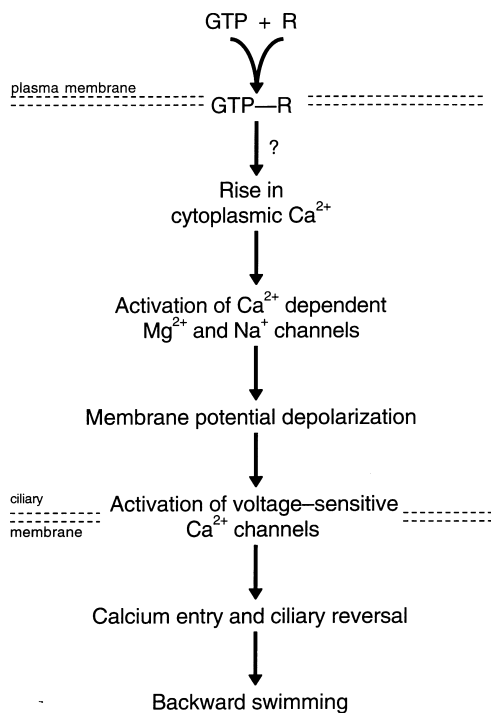 GTP + R
plasma membrane
GTP—R
?
Rise in
cytoplasmic Ca²⁺
Activation of Ca²⁺ dependent
Mg²⁺ and Na⁺ channels
Membrane potential depolarization
ciliary
Activation of voltage–sensitive
membrane
Ca²⁺ channels
Calcium entry and ciliary reversal
Backward swimming